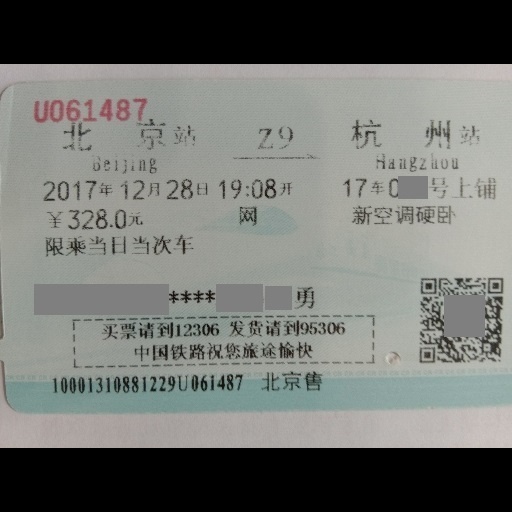 U061487
北京站 Z9 杭州站
Beijing Hangzhou
2017年12月28日 19:08开 17车0号上铺
￥328.0元 网 新空调硬卧
限乘当日当次车
**** 勇
买票请到12306 发货请到95306
中国铁路祝您旅途愉快
10001310881229U061487 北京售